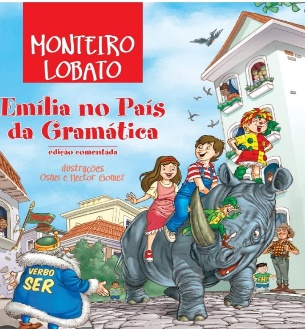 MONTEIRO
LOBATO
Emília no País
da Gramática
edição comentada
ilustrações
Osnei e Hector Gomez
VERBO
SER